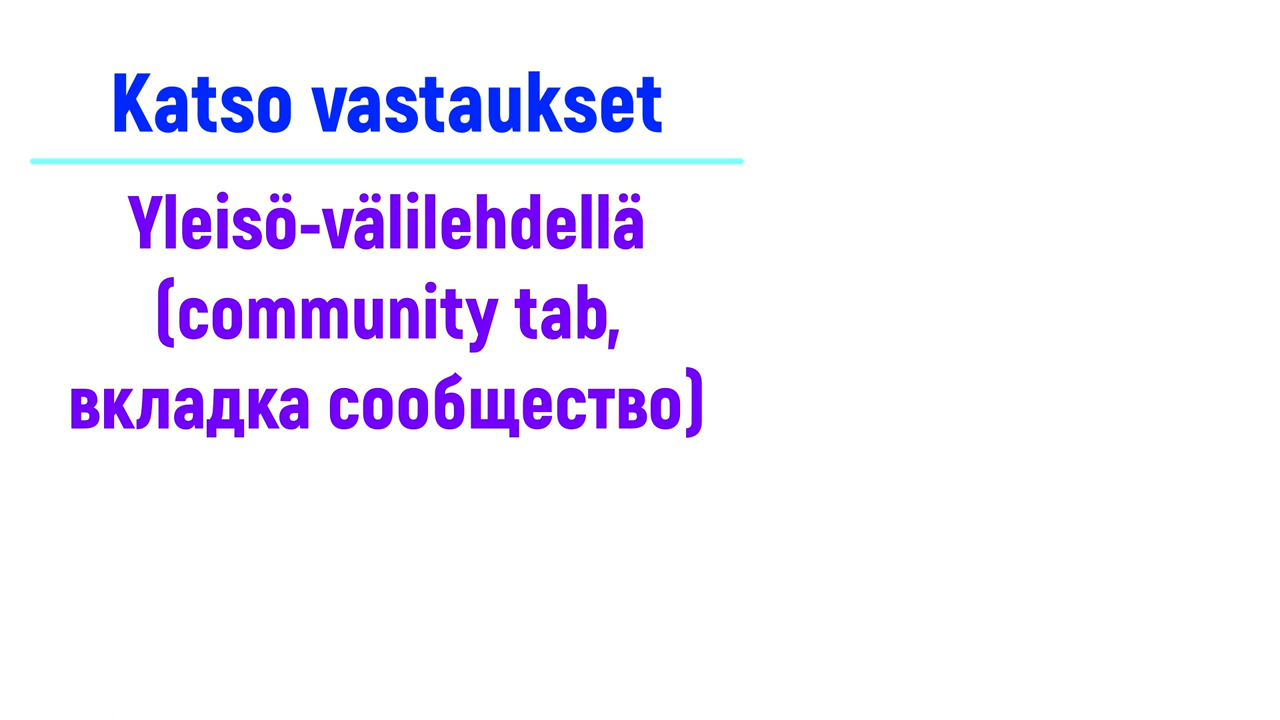 Katso vastaukset
Yleisö-välilehdellä
(community tab,
вкладка сообщество)